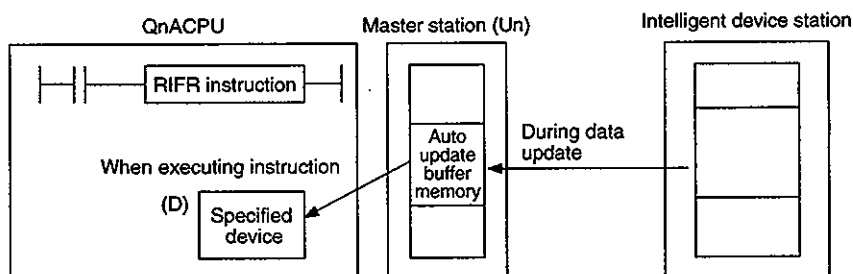 QnACPU
Master station (Un)
Intelligent device station
RIFR instruction
Auto
update
buffer
memory
During data
update
When executing instruction
(D)
Specified
device